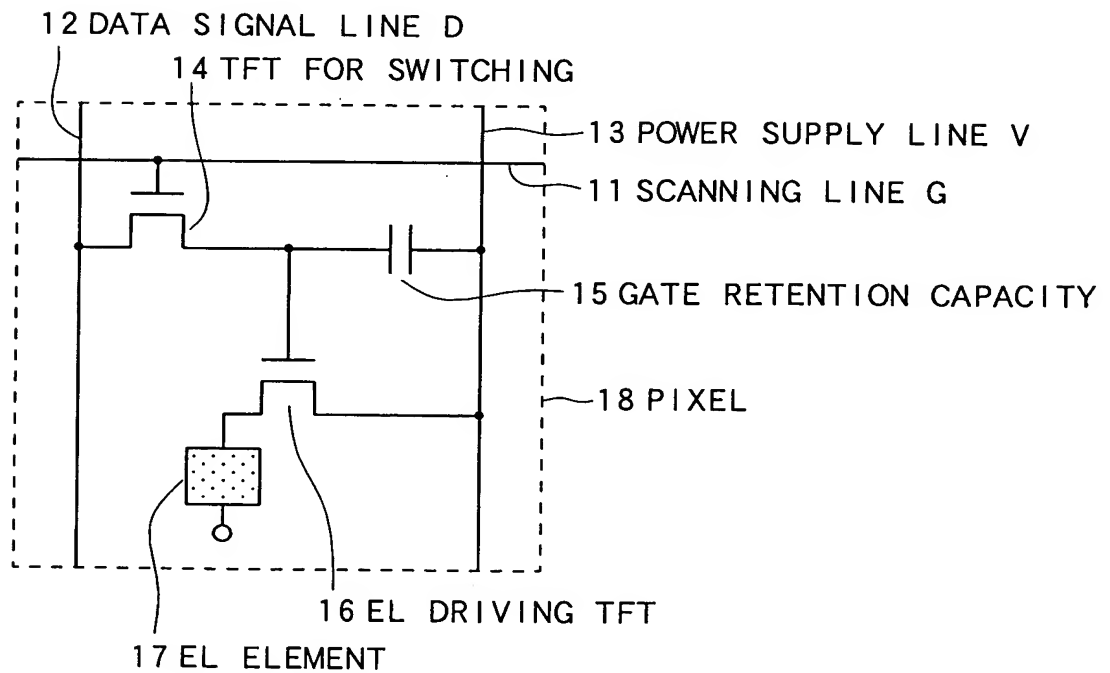 12 DATA SIGNAL LINE D
14 TFT FOR SWITCHING
13 POWER SUPPLY LINE V
11 SCANNING LINE G
15 GATE RETENTION CAPACITY
18 PIXEL
16 EL DRIVING TFT
17 EL ELEMENT